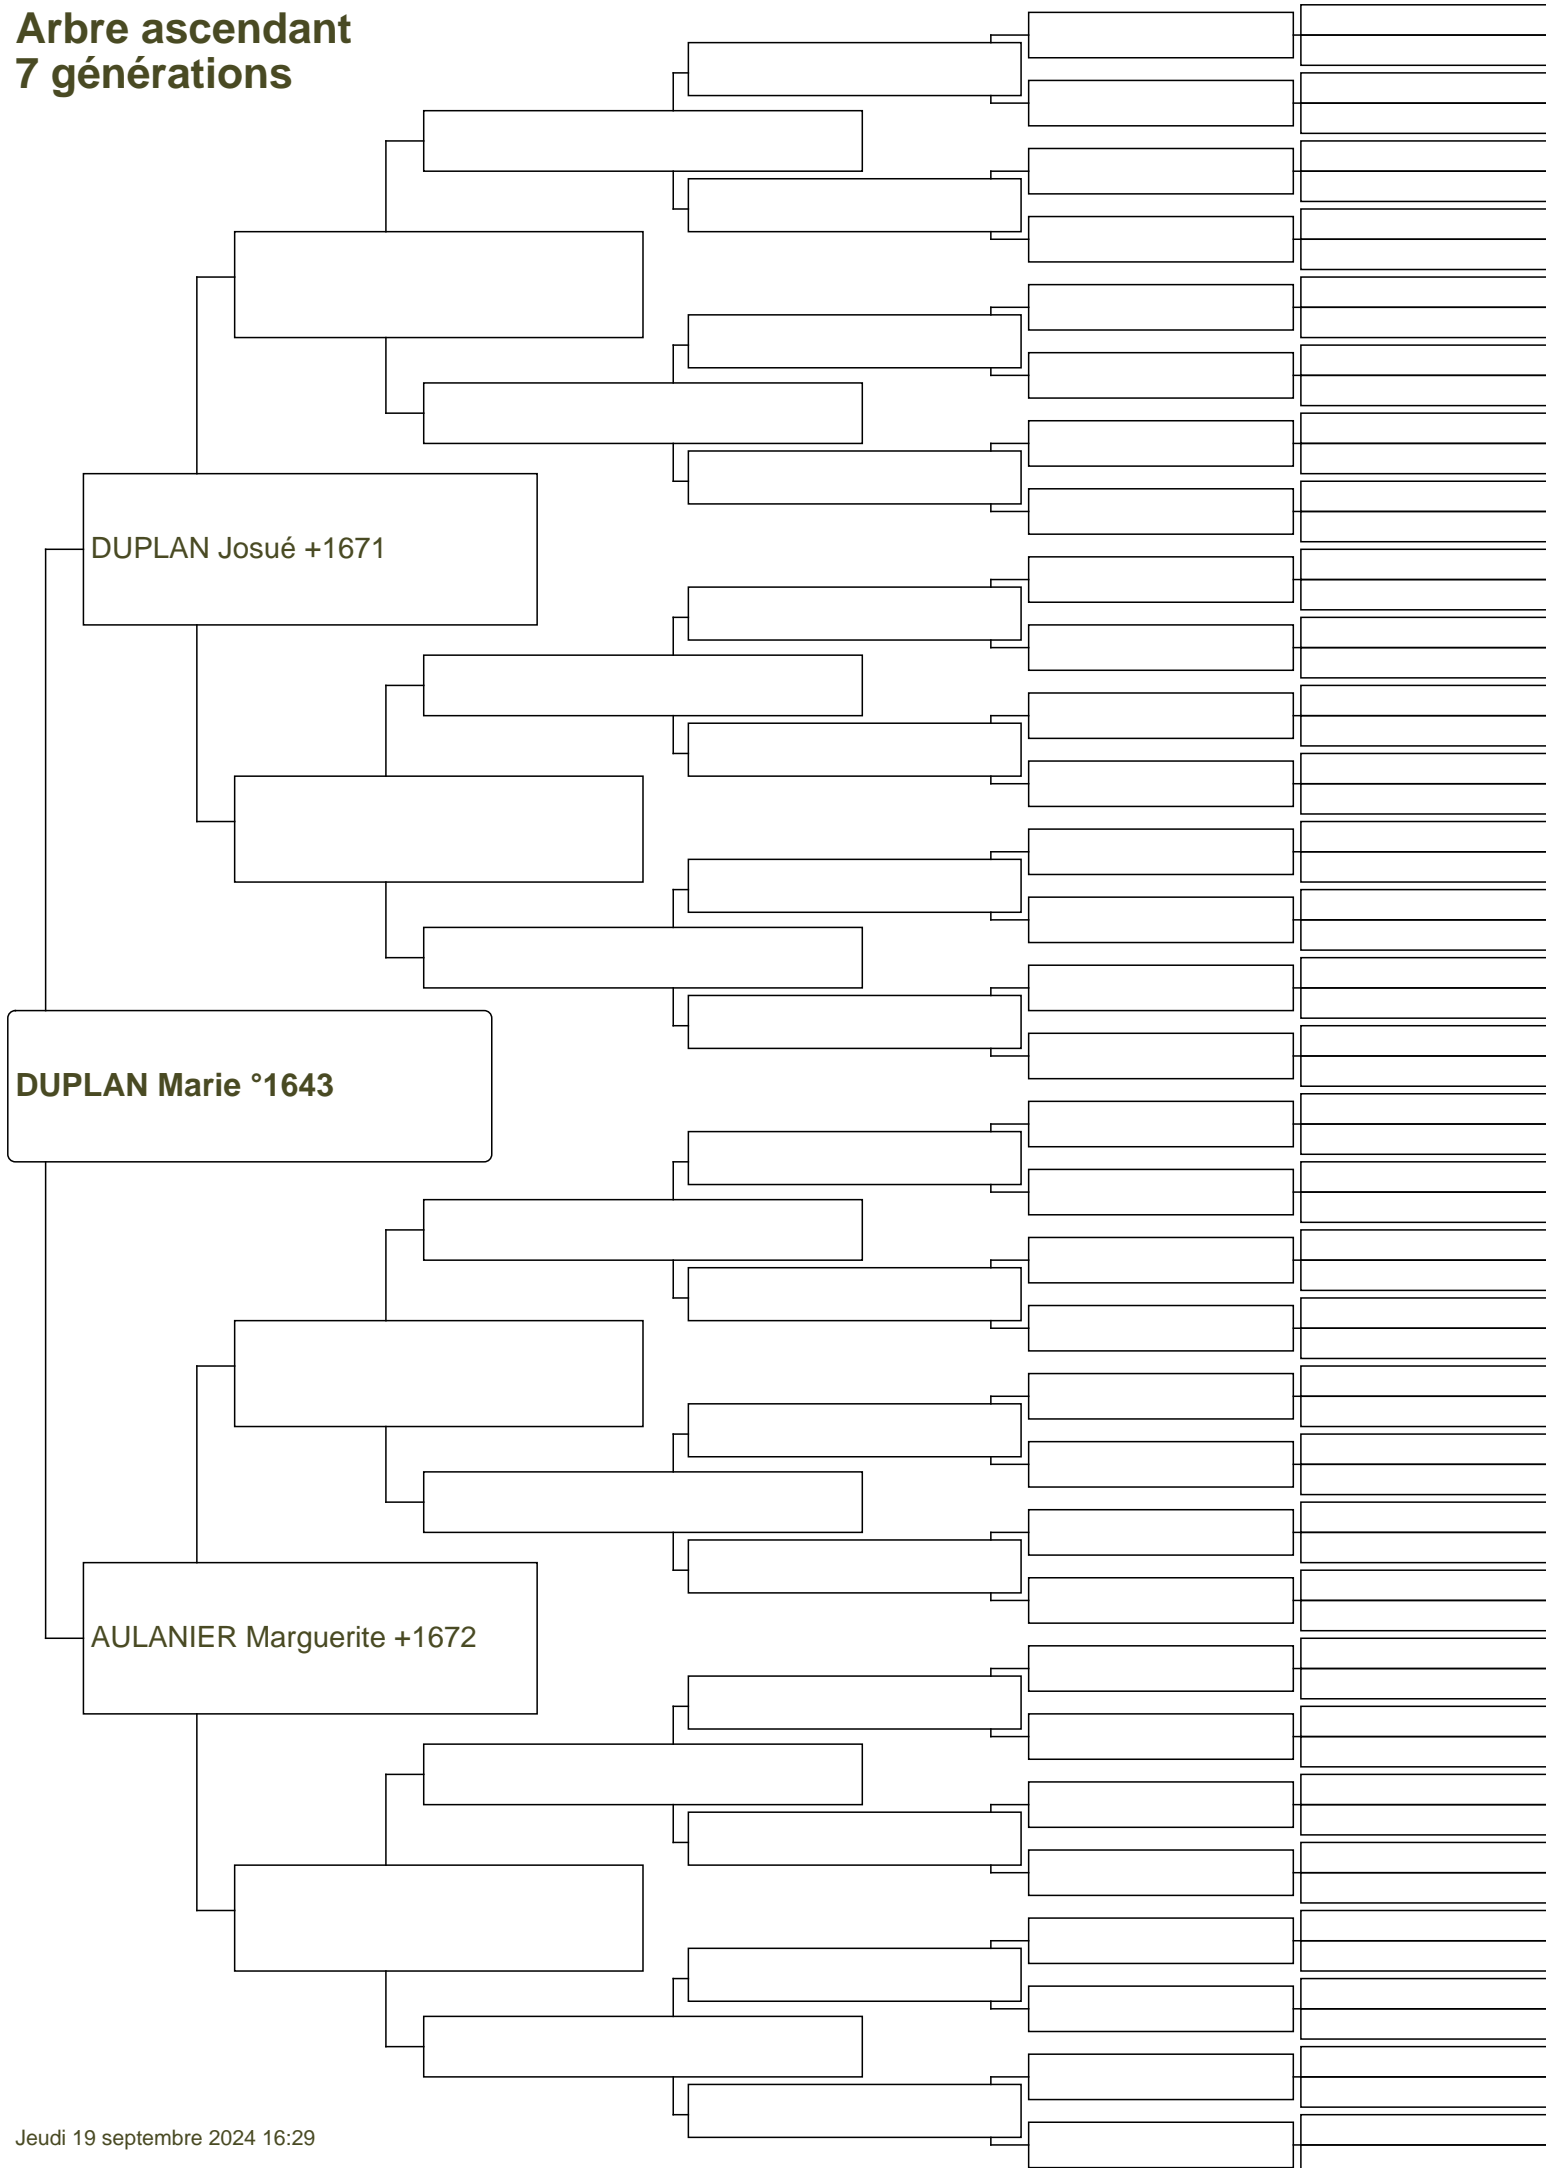 Arbre ascendant
7 générations
DUPLAN Josué +1671
DUPLAN Marie °1643
AULANIER Marguerite +1672
Jeudi 19 septembre 2024 16:29